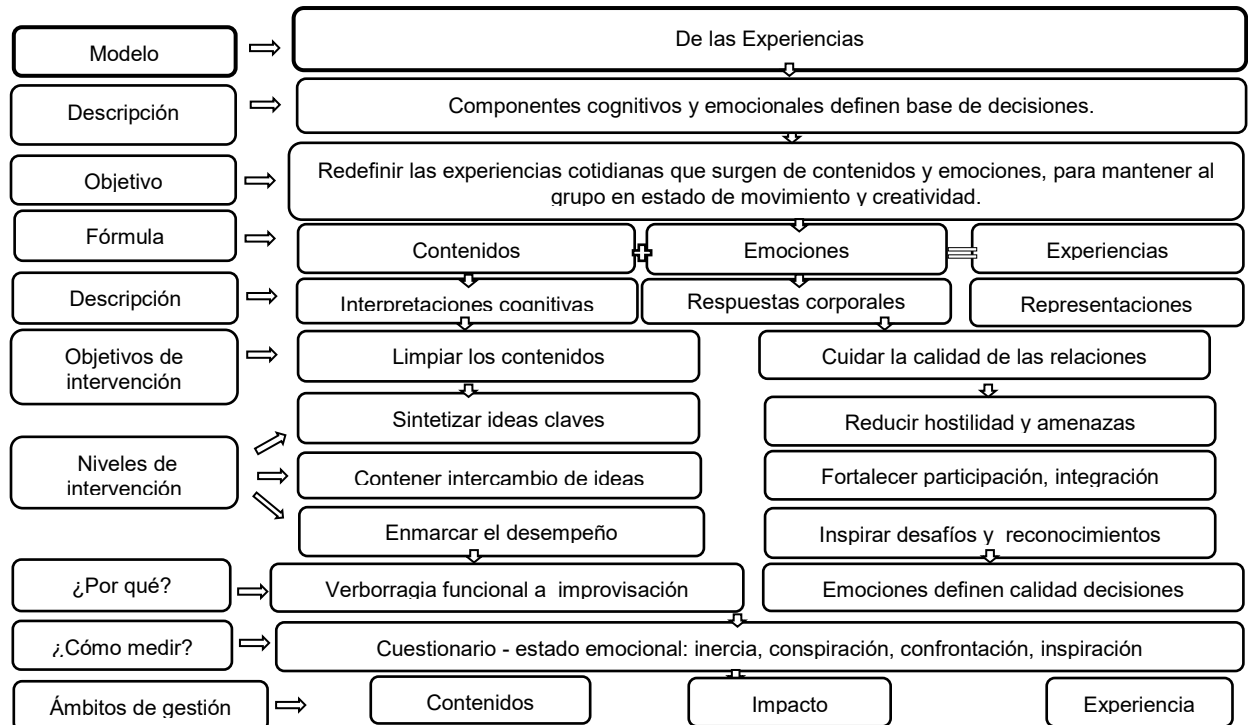 Modelo
De las Experiencias
Descripción
Componentes cognitivos y emocionales definen base de decisiones.
Objetivo
Redefinir las experiencias cotidianas que surgen de contenidos y emociones, para mantener al
grupo en estado de movimiento y creatividad.
Fórmula
Contenidos
Emociones
Experiencias
Descripción
Interpretaciones cognitivas
Respuestas corporales
Representaciones
Objetivos de
intervención
Limpiar los contenidos
Cuidar la calidad de las relaciones
Niveles de
intervención
Sintetizar ideas claves
Reducir hostilidad y amenazas
Contener intercambio de ideas
Fortalecer participación, integración
Enmarcar el desempeño
Inspirar desafíos y reconocimientos
¿Por qué?
Verborragia funcional a improvisación
Emociones definen calidad decisiones
¿Cómo medir?
Cuestionario - estado emocional: inercia, conspiración, confrontación, inspiración
Ámbitos de gestión
Contenidos
Impacto
Experiencia